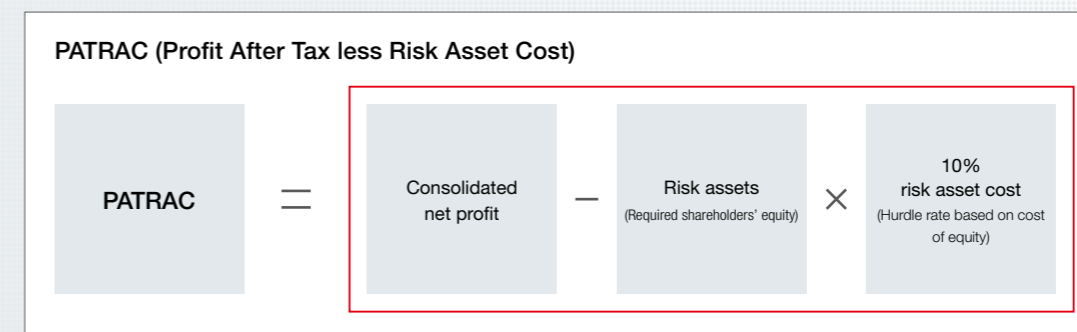 PATRAC (Profit After Tax less Risk Asset Cost)
PATRAC
=
Consolidated
net profit
−
Risk assets
(Required shareholders’ equity)
×
10%
risk asset cost
(Hurdle rate based on cost
of equity)